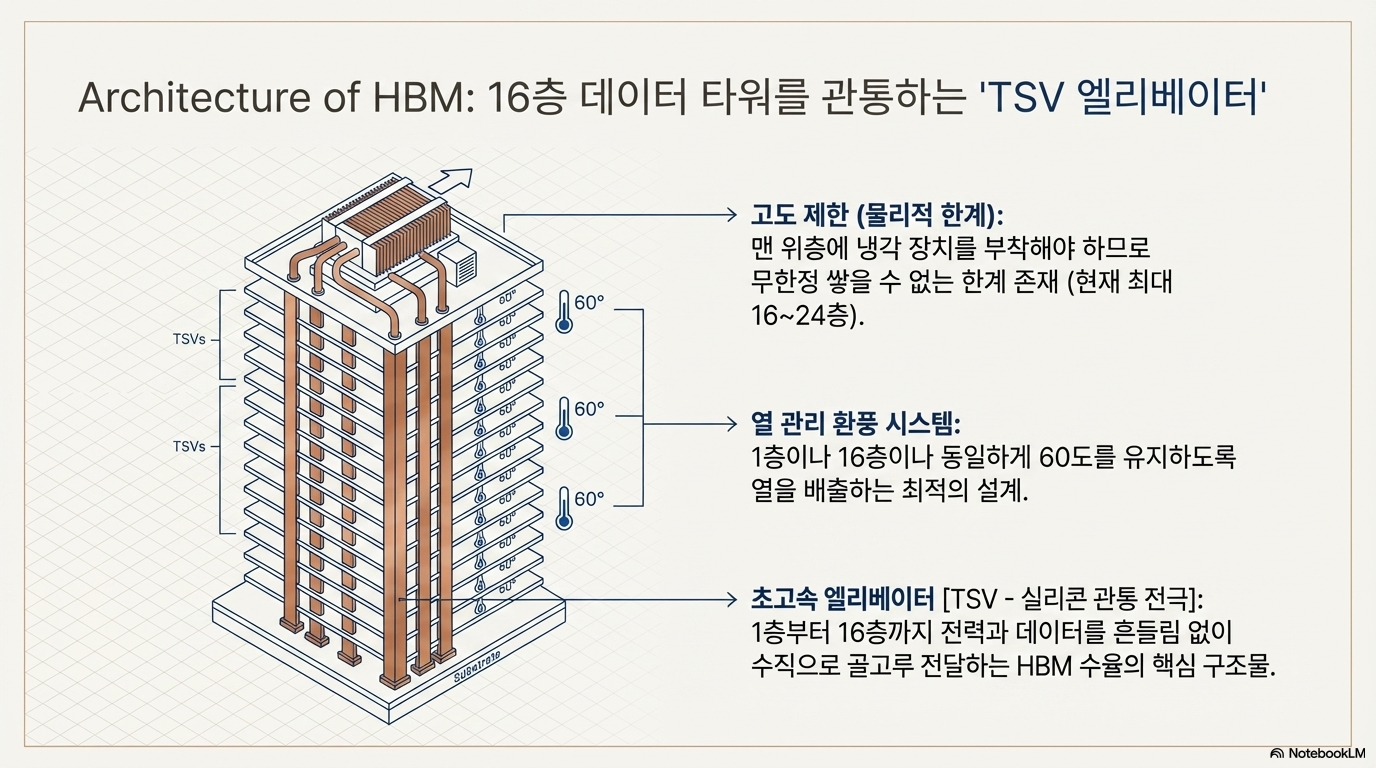 Architecture of HBM: 16층 데이터 타워를 관통하는 'TSV 엘리베이터'
고도 제한 (물리적 한계):
맨 위층에 냉각 장치를 부착해야 하므로
무한정 쌓을 수 없는 한계 존재 (현재 최대
16~24층).
TSVs
TSVs
60°
60°
60°
열 관리 환풍 시스템:
1층이나 16층이나 동일하게 60도를 유지하도록
열을 배출하는 최적의 설계.
초고속 엘리베이터 [TSV - 실리콘 관통 전극]:
1층부터 16층까지 전력과 데이터를 흔들림 없이
수직으로 골고루 전달하는 HBM 수율의 핵심 구조물.
Substrate
NotebookLM